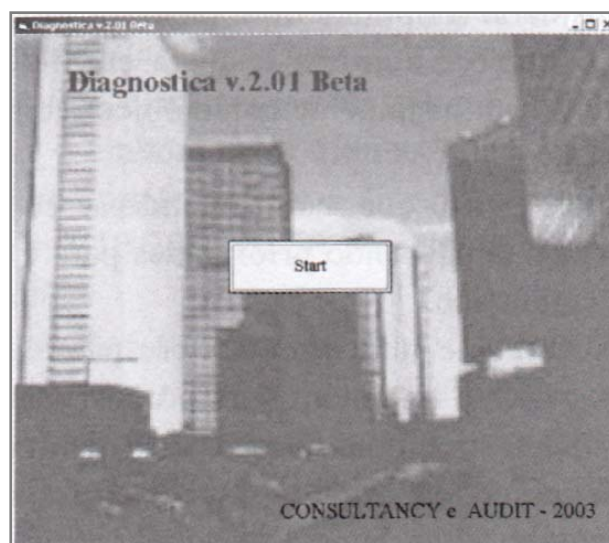 Diagnostica v.2.01 Beta
Diagnostica v.2.01 Beta
Start
CONSULTANCY e AUDIT - 2003